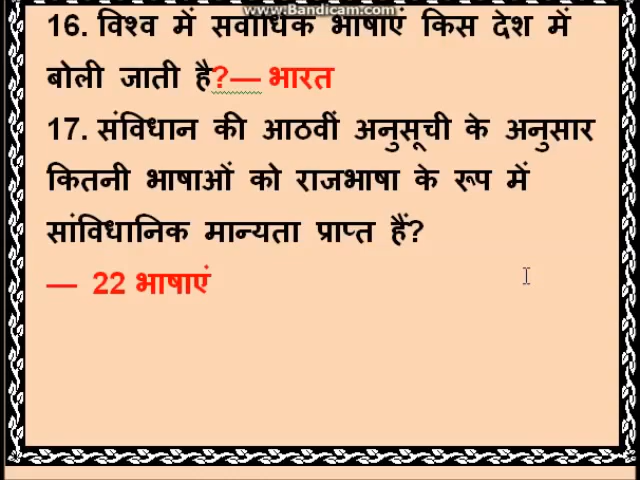 www.Bandicam.com
16. विश्व में सर्वाधिक भाषाएं किस देश में
बोली जाती है?— भारत
17. संविधान की आठवीं अनुसूची के अनुसार
कितनी भाषाओं को राजभाषा के रूप में
सांविधानिक मान्यता प्राप्त हैं?
— 22 भाषाएं